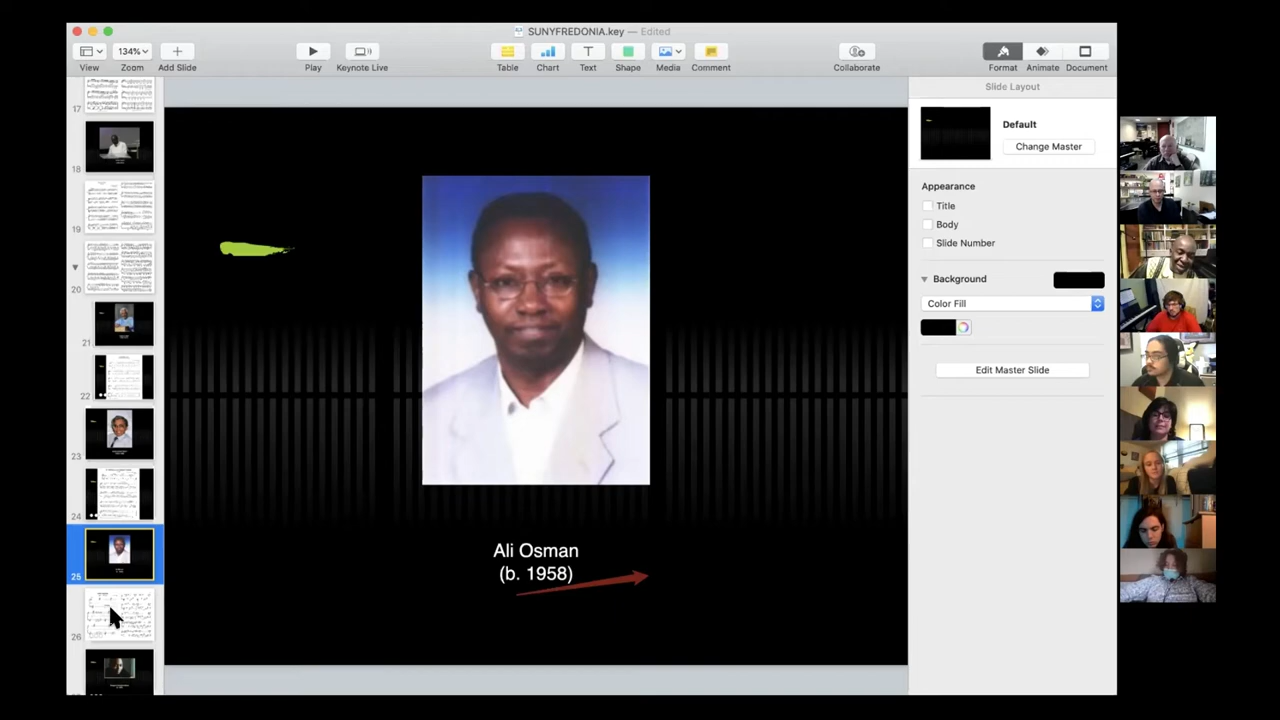 SUNYFREDONIA.key — Edited
134%
View
Zoom
Add Slide
Play
Keynote Live
Table
Chart
Text
Shape
Media
Comment
Collaborate
Format
Animate
Document
Slide Layout
Default
Change Master
Appearance
Title
Body
Slide Number
Background
Color Fill
Edit Master Slide
17
18
19
20
21
22
23
24
25
26
Ali Osman
(b. 1958)